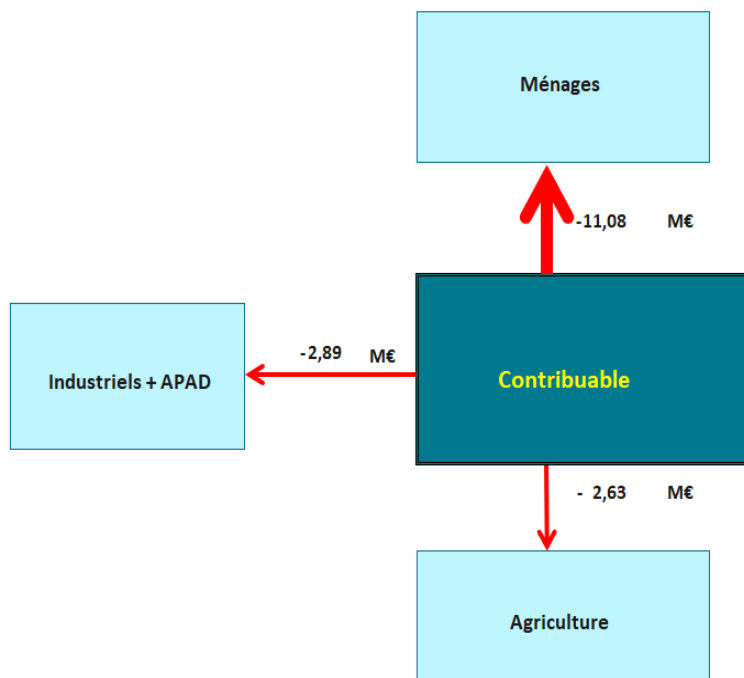 Ménages
-11,08 M€
-2,89 M€
Industriels + APAD
Contribuable
- 2,63 M€
Agriculture